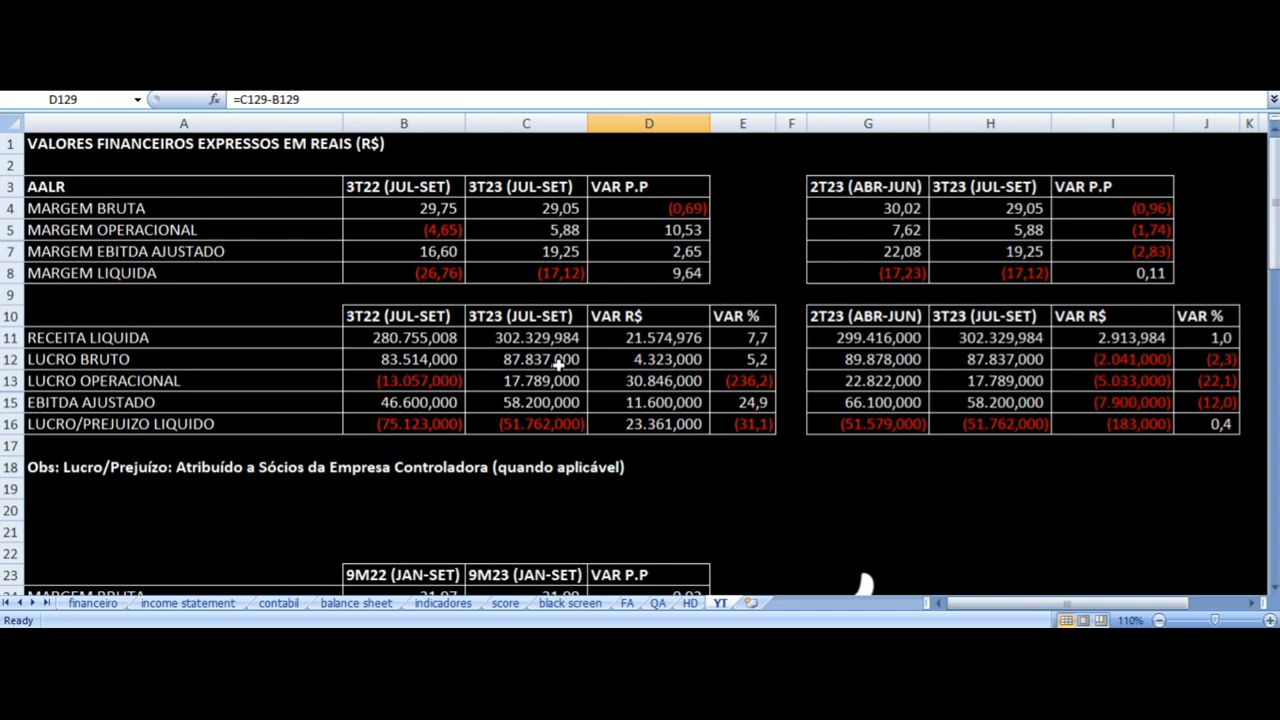 D129 fx =C129-B129
A B C D E F G H I J K
1 VALORES FINANCEIROS EXPRESSOS EM REAIS (R$)
2
3 AALR 3T22 (JUL-SET) 3T23 (JUL-SET) VAR P.P 2T23 (ABR-JUN) 3T23 (JUL-SET) VAR P.P
4 MARGEM BRUTA 29,75 29,05 (0,69) 30,02 29,05 (0,96)
5 MARGEM OPERACIONAL (4,65) 5,88 10,53 7,62 5,88 (1,74)
7 MARGEM EBITDA AJUSTADO 16,60 19,25 2,65 22,08 19,25 (2,83)
8 MARGEM LIQUIDA (26,76) (17,12) 9,64 (17,23) (17,12) 0,11
9
10 3T22 (JUL-SET) 3T23 (JUL-SET) VAR R$ VAR % 2T23 (ABR-JUN) 3T23 (JUL-SET) VAR R$ VAR %
11 RECEITA LIQUIDA 280.755,008 302.329,984 21.574,976 7,7 299.416,000 302.329,984 2.913,984 1,0
12 LUCRO BRUTO 83.514,000 87.837,000 4.323,000 5,2 89.878,000 87.837,000 (2.041,000) (2,3)
13 LUCRO OPERACIONAL (13.057,000) 17.789,000 30.846,000 (236,2) 22.822,000 17.789,000 (5.033,000) (22,1)
15 EBITDA AJUSTADO 46.600,000 58.200,000 11.600,000 24,9 66.100,000 58.200,000 (7.900,000) (12,0)
16 LUCRO/PREJUIZO LIQUIDO (75.123,000) (51.762,000) 23.361,000 (31,1) (51.579,000) (51.762,000) (183,000) 0,4
17
18 Obs: Lucro/Prejuízo: Atribuído a Sócios da Empresa Controladora (quando aplicável)
19
20
21
22
23 9M22 (JAN-SET) 9M23 (JAN-SET) VAR P.P
financeiro income statement contabil balance sheet indicadores score black screen FA QA HD YT
Ready 110%